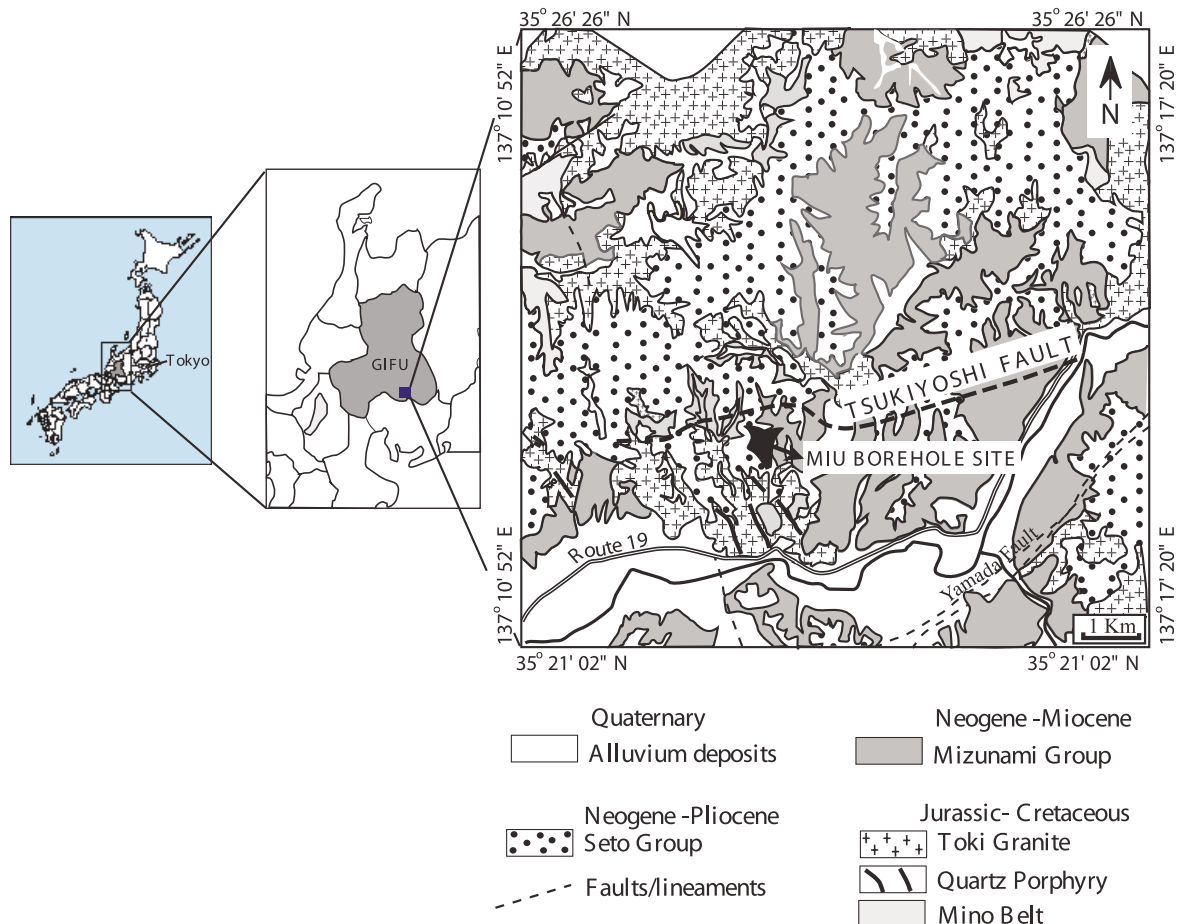 35° 26' 26" N
35° 26' 26" N
137° 10' 52" E
137° 17' 20" E
N
Tokyo
GIFU
TSUKIYOSHI FAULT
MIU BOREHOLE SITE
Route 19
Yamada Fault
137° 10' 52" E
137° 17' 20" E
1 Km
35° 21' 02" N
35° 21' 02" N
Quaternary
Alluvium deposits
Neogene -Miocene
Mizunami Group
Neogene -Pliocene
Seto Group
Faults/lineaments
Jurassic- Cretaceous
Toki Granite
Quartz Porphyry
Mino Belt